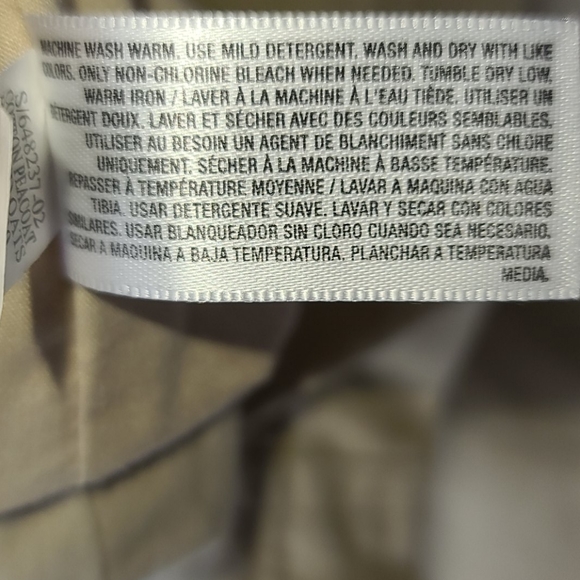 MACHINE WASH WARM. USE MILD DETERGENT. WASH AND DRY WITH LIKE
COLORS. ONLY NON-CHLORINE BLEACH WHEN NEEDED. TUMBLE DRY LOW.
WARM IRON / LAVER À LA MACHINE À L'EAU TIÈDE. UTILISER UN
DÉTERGENT DOUX. LAVER ET SÉCHER AVEC DES COULEURS SEMBLABLES.
UTILISER AU BESOIN UN AGENT DE BLANCHIMENT SANS CHLORE
UNIQUEMENT. SÉCHER À LA MACHINE À BASSE TEMPÉRATURE.
REPASSER À TEMPÉRATURE MOYENNE / LAVAR A MAQUINA CON AGUA
TIBIA. USAR DETERGENTE SUAVE. LAVAR Y SECAR CON COLORES
SIMILARES. USAR BLANQUEADOR SIN CLORO CUANDO SEA NECESARIO.
SECAR A MAQUINA A BAJA TEMPERATURA. PLANCHAR A TEMPERATURA
MEDIA.